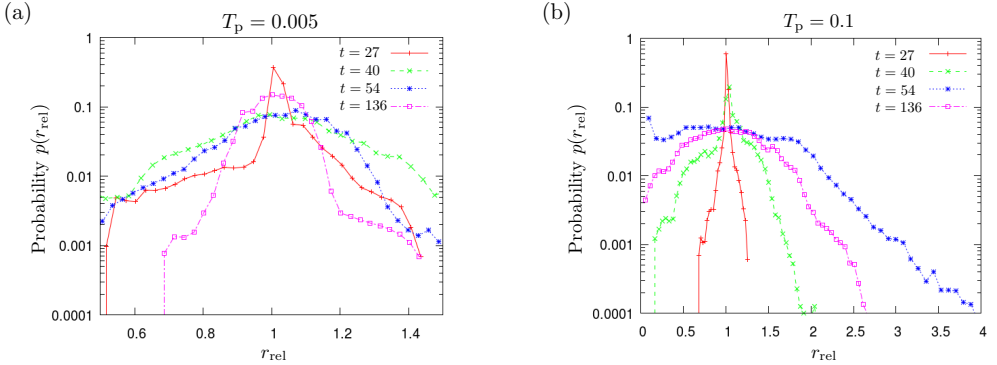 (a)
T_p = 0.005
Probability p(r_rel)
1
0.1
0.01
0.001
0.0001
t = 27
t = 40
t = 54
t = 136
0.6 0.8 1 1.2 1.4
r_rel
(b)
T_p = 0.1
Probability p(r_rel)
1
0.1
0.01
0.001
0.0001
t = 27
t = 40
t = 54
t = 136
0 0.5 1 1.5 2 2.5 3 3.5 4
r_rel